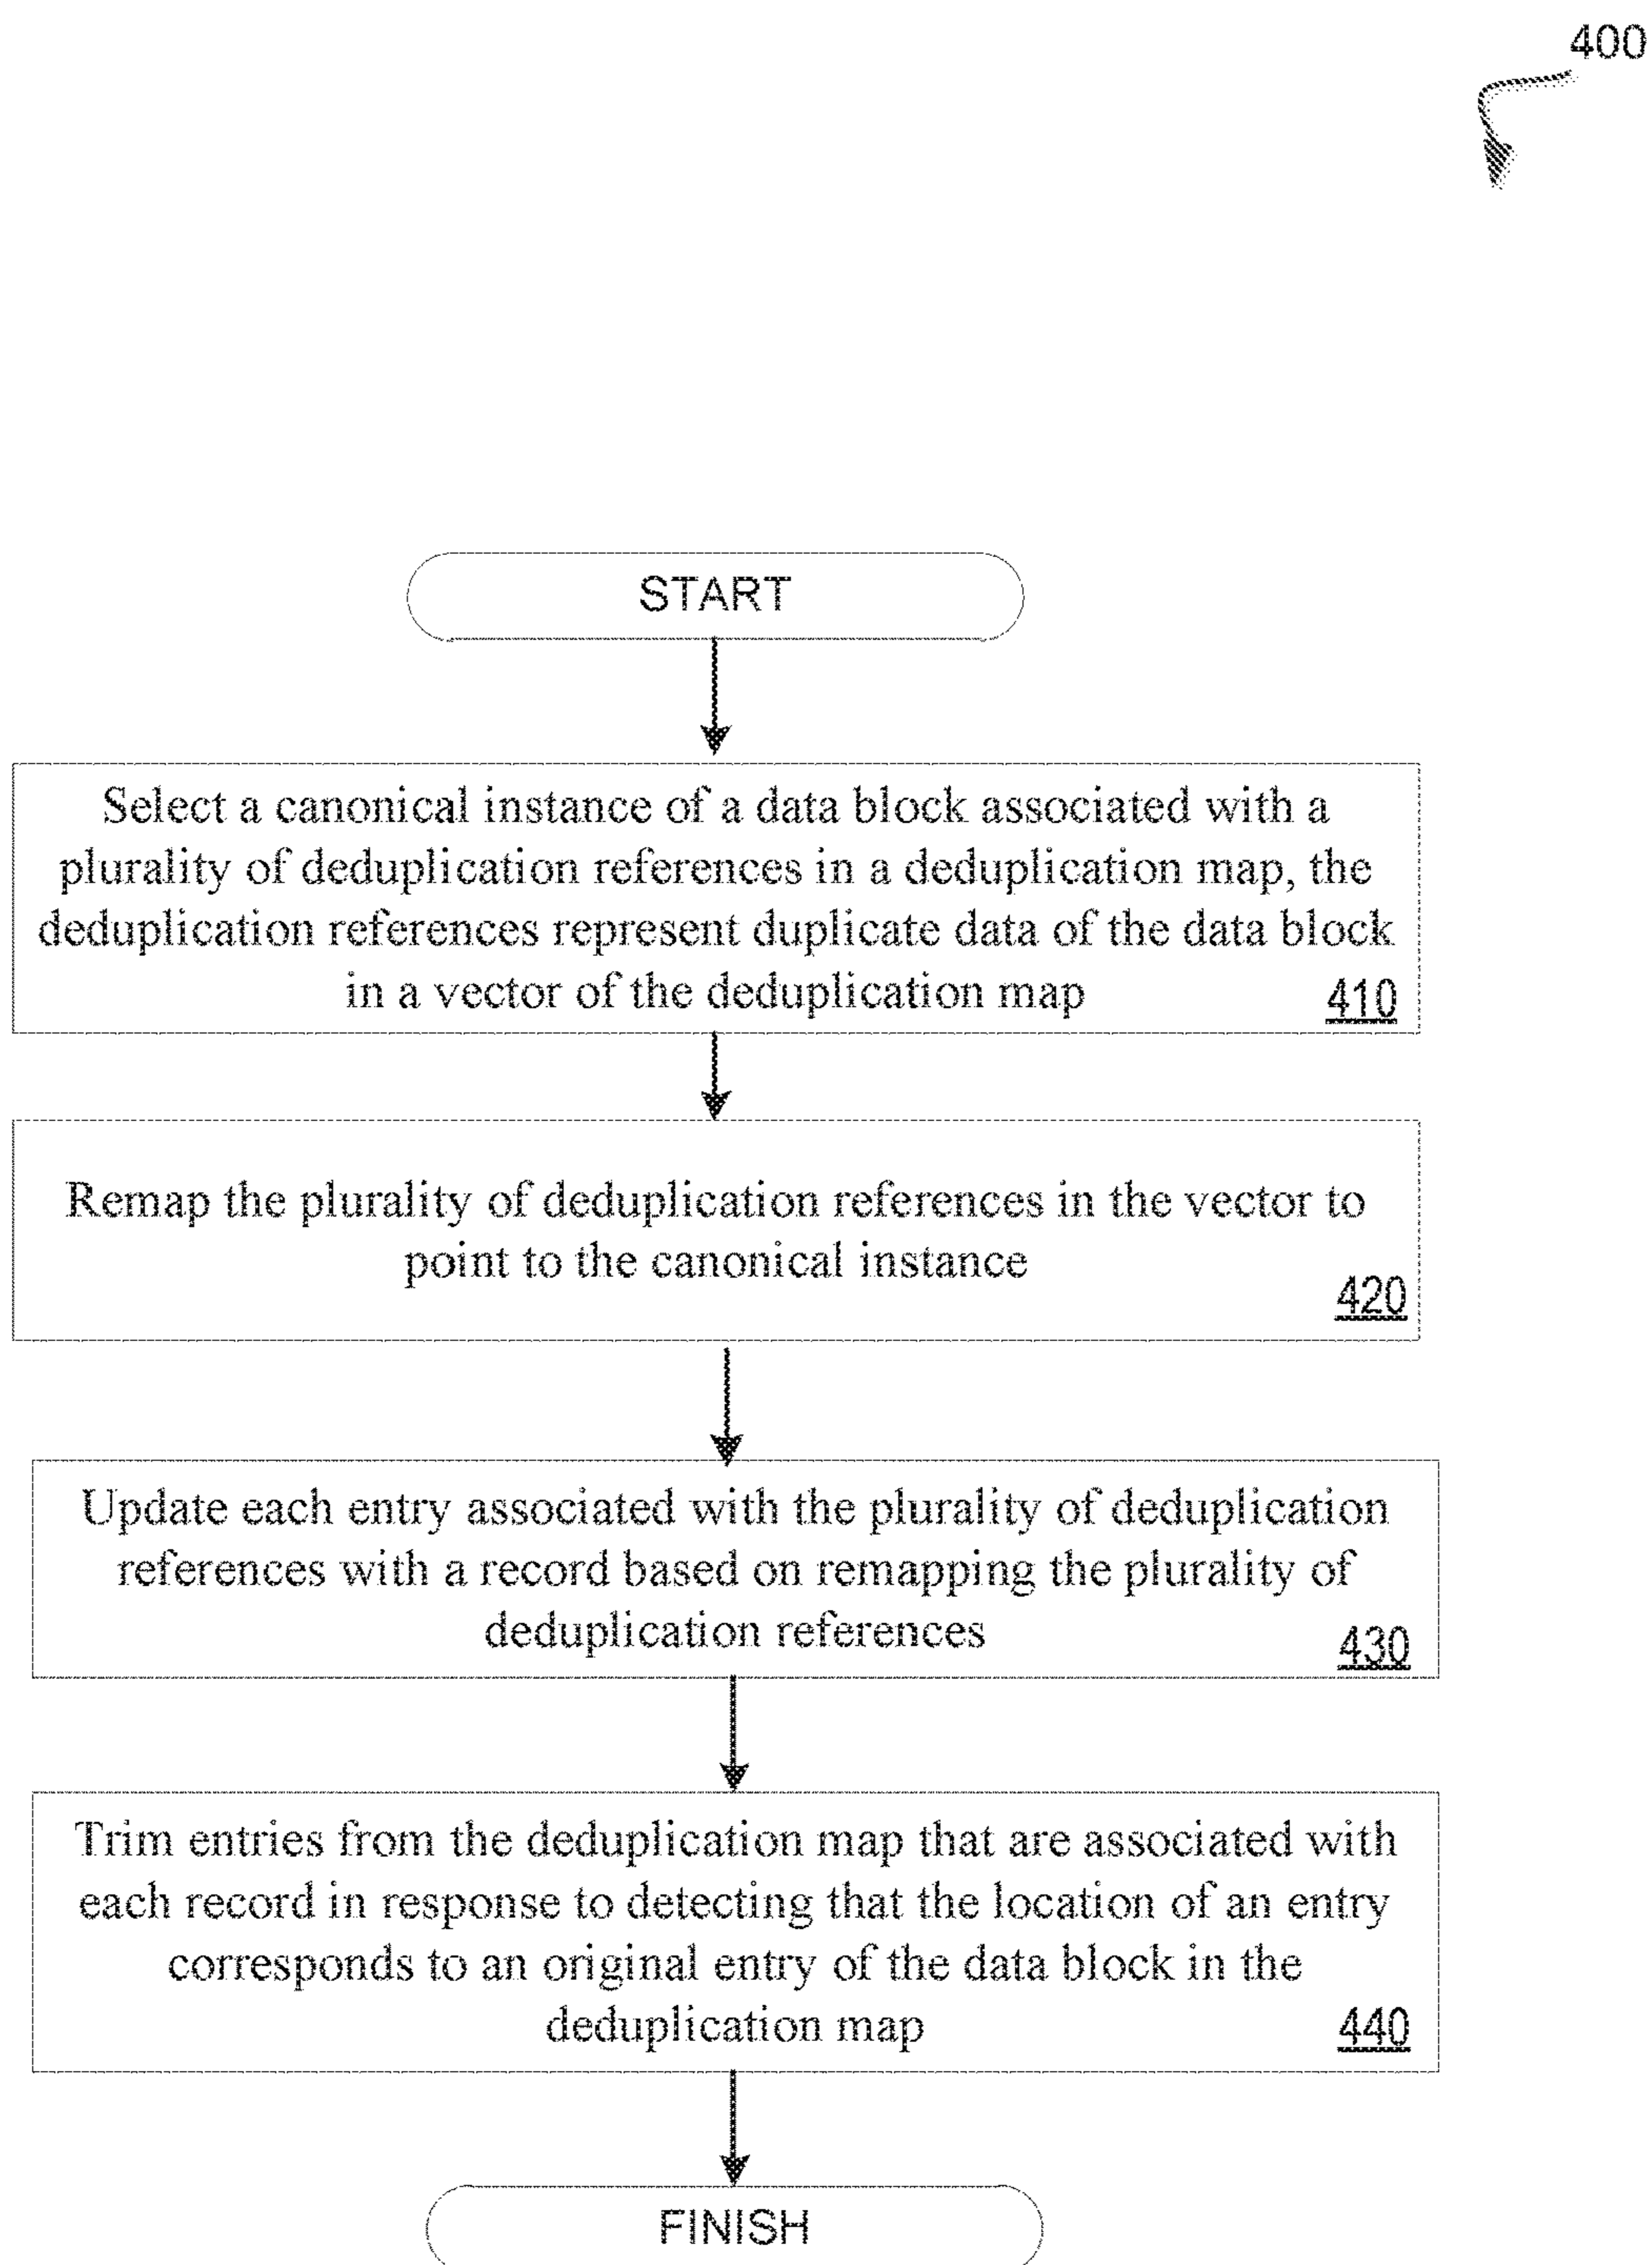 400
START
Select a canonical instance of a data block associated with a
plurality of deduplication references in a deduplication map, the
deduplication references represent duplicate data of the data block
in a vector of the deduplication map
410
Remap the plurality of deduplication references in the vector to
point to the canonical instance
420
Update each entry associated with the plurality of deduplication
references with a record based on remapping the plurality of
deduplication references
430
Trim entries from the deduplication map that are associated with
each record in response to detecting that the location of an entry
corresponds to an original entry of the data block in the
deduplication map
440
FINISH